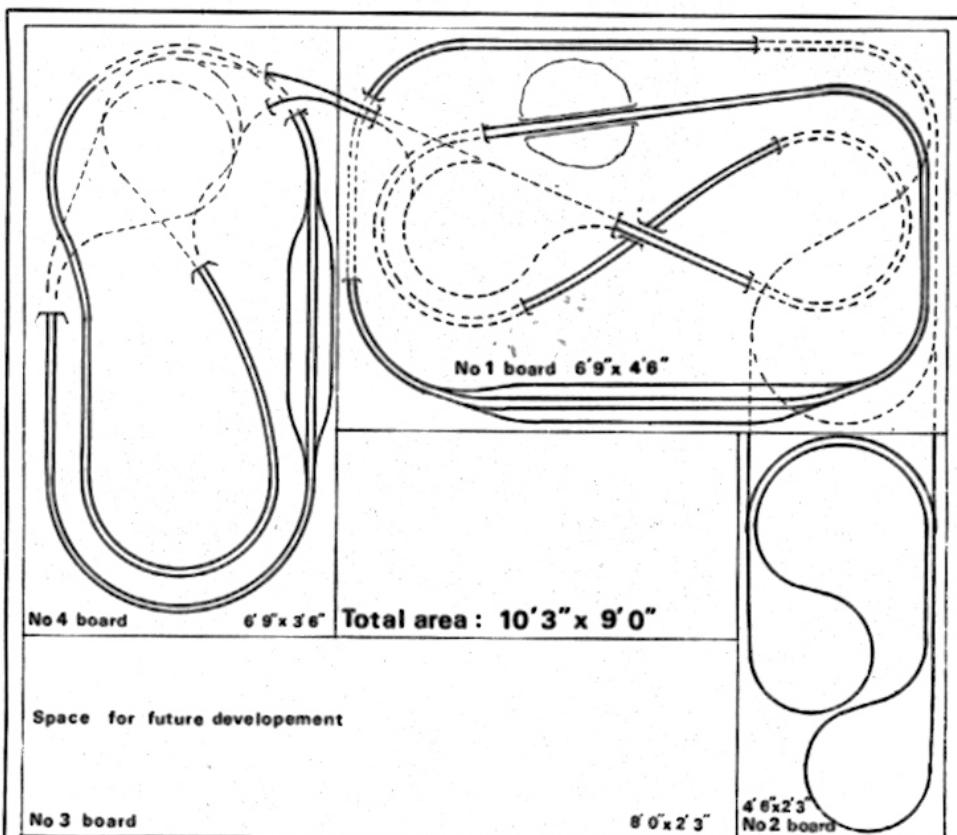 No 1 board 6'9"x 4'6"
No 4 board 6'9"x 3'6"
Total area : 10'3"x 9'0"
Space for future developement
4'6"x2'3"
No 2 board
No 3 board 8'0"x 2'3"